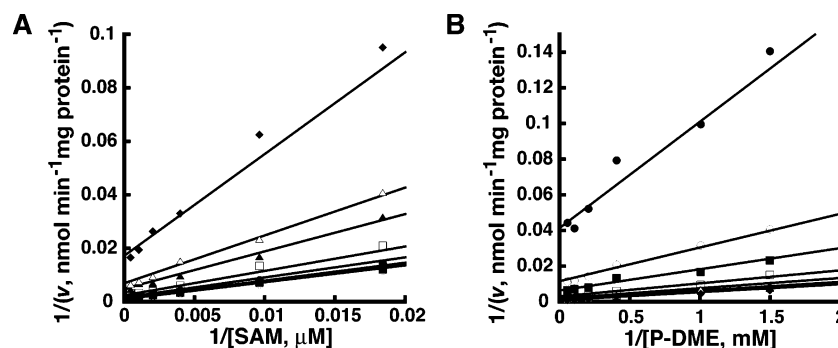 A
1/(v, nmol min⁻¹mg protein⁻¹)
0.1
0.08
0.06
0.04
0.02
0
0 0.005 0.01 0.015 0.02
1/[SAM, μM]
B
1/(v, nmol min⁻¹mg protein⁻¹)
0.14
0.12
0.10
0.08
0.06
0.04
0.02
0
0 0.5 1.0 1.5 2
1/[P-DME, mM]